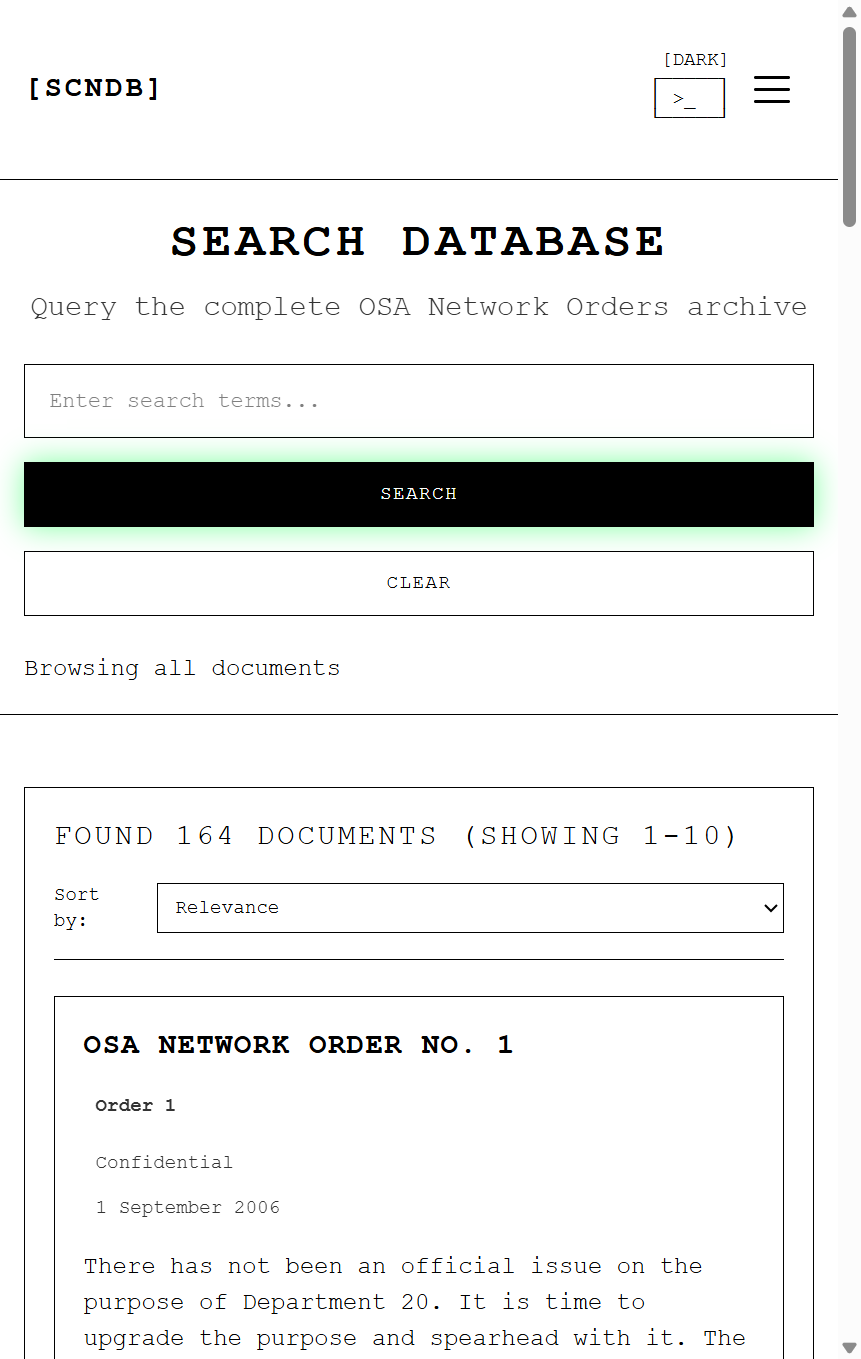 [SCNDB]
[DARK]
>_
SEARCH DATABASE
Query the complete OSA Network Orders archive
Enter search terms...
SEARCH
CLEAR
Browsing all documents
FOUND 164 DOCUMENTS (SHOWING 1-10)
Sort
by:
Relevance
OSA NETWORK ORDER NO. 1
Order 1
Confidential
1 September 2006
There has not been an official issue on the
purpose of Department 20. It is time to
upgrade the purpose and spearhead with it. The